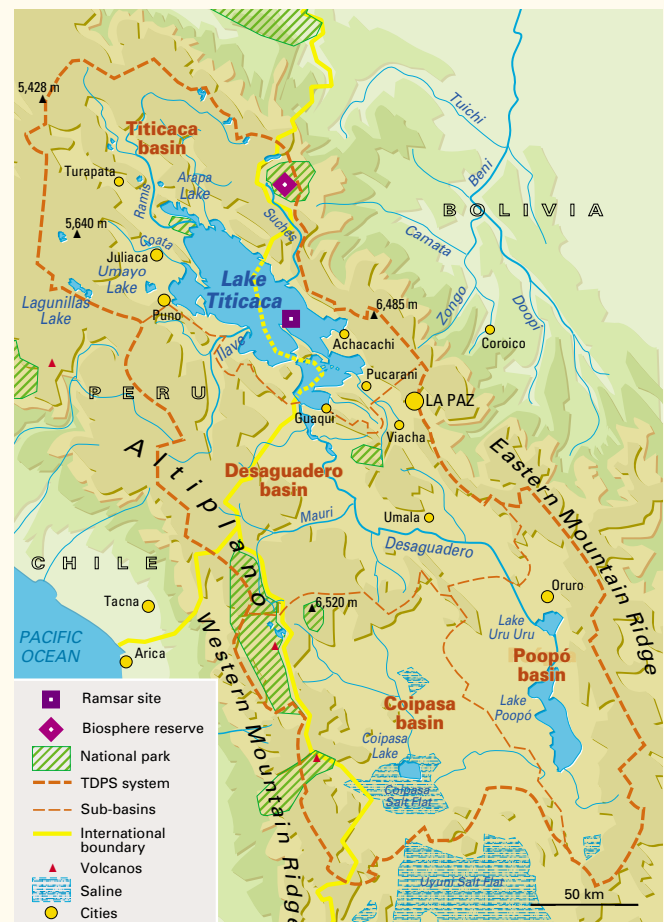 5,428 m
Titicaca
basin
Turapata
Ramis
Arapa
Lake
Suches
Tuichi
Beni
BOLIVIA
5,640 m
Coata
Juliaca
Umayo
Lake
Lake
Titicaca
Camata
Zongo
Doopi
Lagunillas
Lake
Puno
6,485 m
Coroico
Ilave
Achacachi
Pucarani
PERU
LA PAZ
Guaqui
Viacha
Altiplano
Desaguadero
basin
Eastern Mountain Ridge
Mauri
Umala
Desaguadero
CHILE
Tacna
6,520 m
Oruro
Lake
Uru Uru
PACIFIC
OCEAN
Arica
Western Mountain Ridge
Poopó
basin
Coipasa
basin
Lake
Poopó
Coipasa
Lake
Coipasa
Salt Flat
Uyuni Salt Flat
50 km
Ramsar site
Biosphere reserve
National park
TDPS system
Sub-basins
International
boundary
Volcanos
Saline
Cities